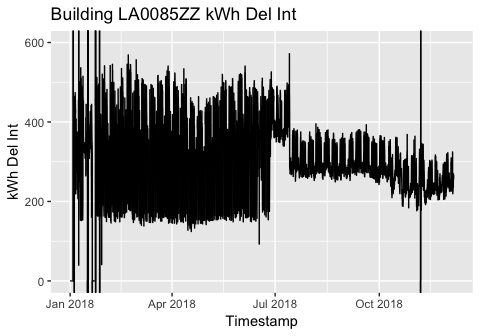 Building LA0085ZZ kWh Del Int
kWh Del Int
600
400
200
0
Jan 2018
Apr 2018
Jul 2018
Oct 2018
Timestamp